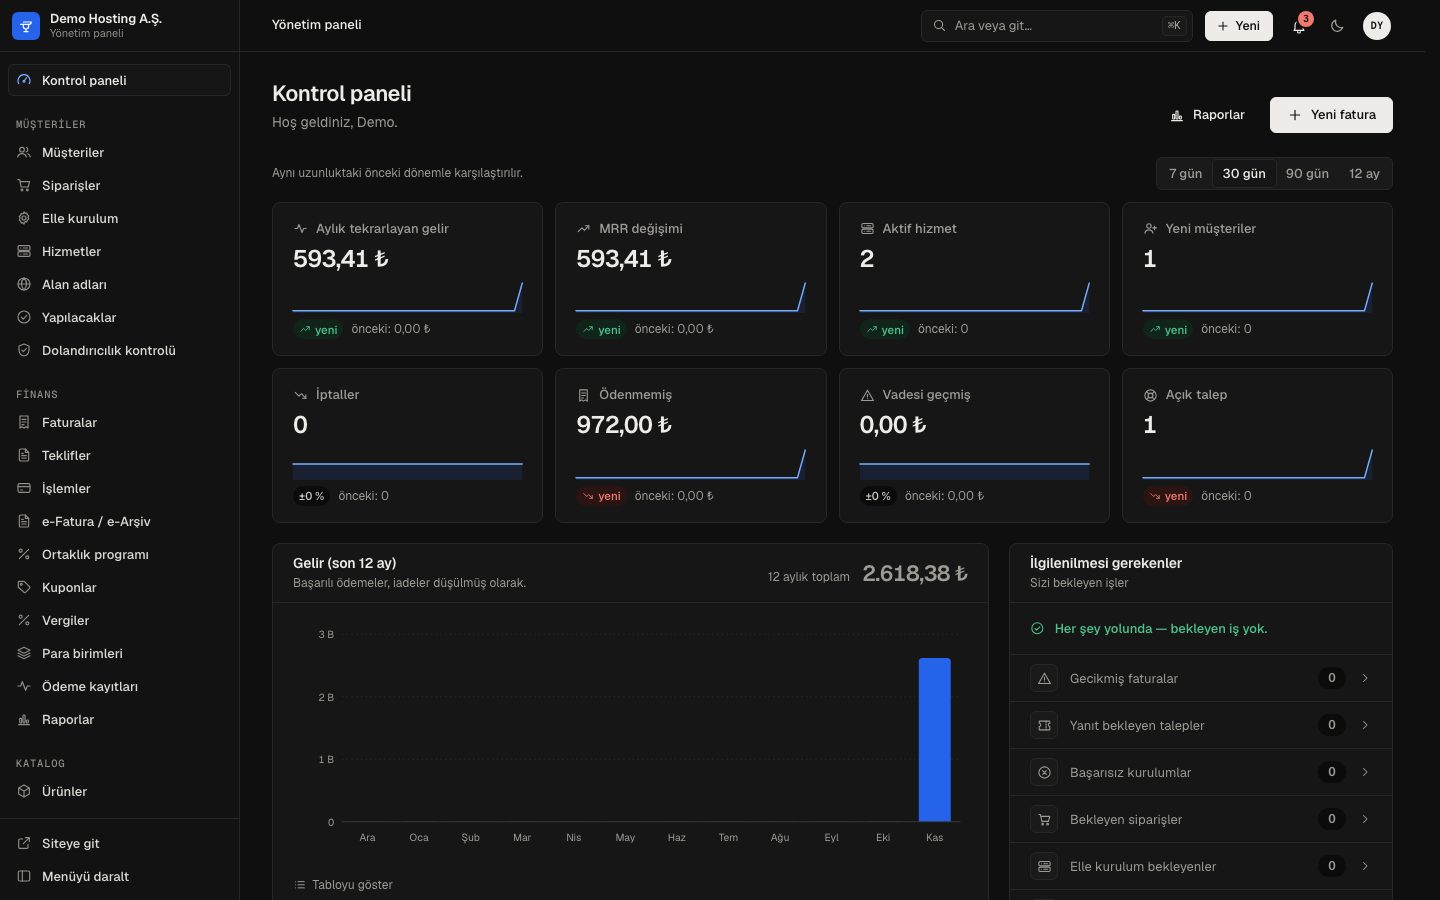 Demo Hosting A.Ş.
Yönetim paneli
Yönetim paneli
Ara veya git...
⌘K
+ Yeni
3
DY
Kontrol paneli
MÜŞTERİLER
Müşteriler
Siparişler
Elle kurulum
Hizmetler
Alan adları
Yapılacaklar
Dolandırıcılık kontrolü
FİNANS
Faturalar
Teklifler
İşlemler
e-Fatura / e-Arşiv
Ortaklık programı
Kuponlar
Vergiler
Para birimleri
Ödeme kayıtları
Raporlar
KATALOG
Ürünler
Siteye git
Menüyü daralt
Kontrol paneli
Hoş geldiniz, Demo.
Raporlar
+ Yeni fatura
Aynı uzunluktaki önceki dönemle karşılaştırılır.
7 gün 30 gün 90 gün 12 ay
Aylık tekrarlayan gelir
593,41 ₺
yeni önceki: 0,00 ₺
MRR değişimi
593,41 ₺
yeni önceki: 0,00 ₺
Aktif hizmet
2
yeni önceki: 0
Yeni müşteriler
1
yeni önceki: 0
İptaller
0
±0 % önceki: 0
Ödenmemiş
972,00 ₺
yeni önceki: 0,00 ₺
Vadesi geçmiş
0,00 ₺
±0 % önceki: 0,00 ₺
Açık talep
1
yeni önceki: 0
Gelir (son 12 ay)
Başarılı ödemeler, iadeler düşülmüş olarak.
12 aylık toplam 2.618,38 ₺
3 B
2 B
1 B
0
Ara Oca Şub Mar Nis May Haz Tem Ağu Eyl Eki Kas
Tabloyu göster
İlgilenilmesi gerekenler
Sizi bekleyen işler
Her şey yolunda — bekleyen iş yok.
Gecikmiş faturalar 0
Yanıt bekleyen talepler 0
Başarısız kurulumlar 0
Bekleyen siparişler 0
Elle kurulum bekleyenler 0